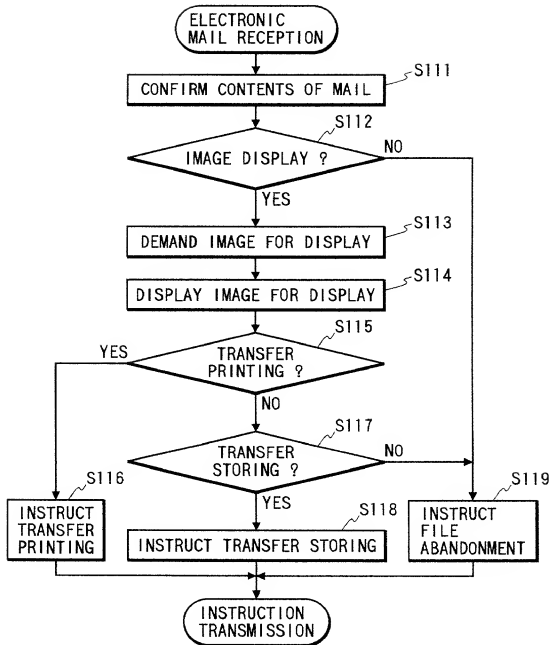 ELECTRONIC
MAIL RECEPTION
S111
CONFIRM CONTENTS OF MAIL
S112
IMAGE DISPLAY ?
NO
YES
S113
DEMAND IMAGE FOR DISPLAY
S114
DISPLAY IMAGE FOR DISPLAY
S115
YES
TRANSFER
PRINTING ?
NO
S117
TRANSFER
STORING ?
NO
YES
S116
INSTRUCT
TRANSFER
PRINTING
S118
INSTRUCT TRANSFER STORING
S119
INSTRUCT
FILE
ABANDONMENT
INSTRUCTION
TRANSMISSION